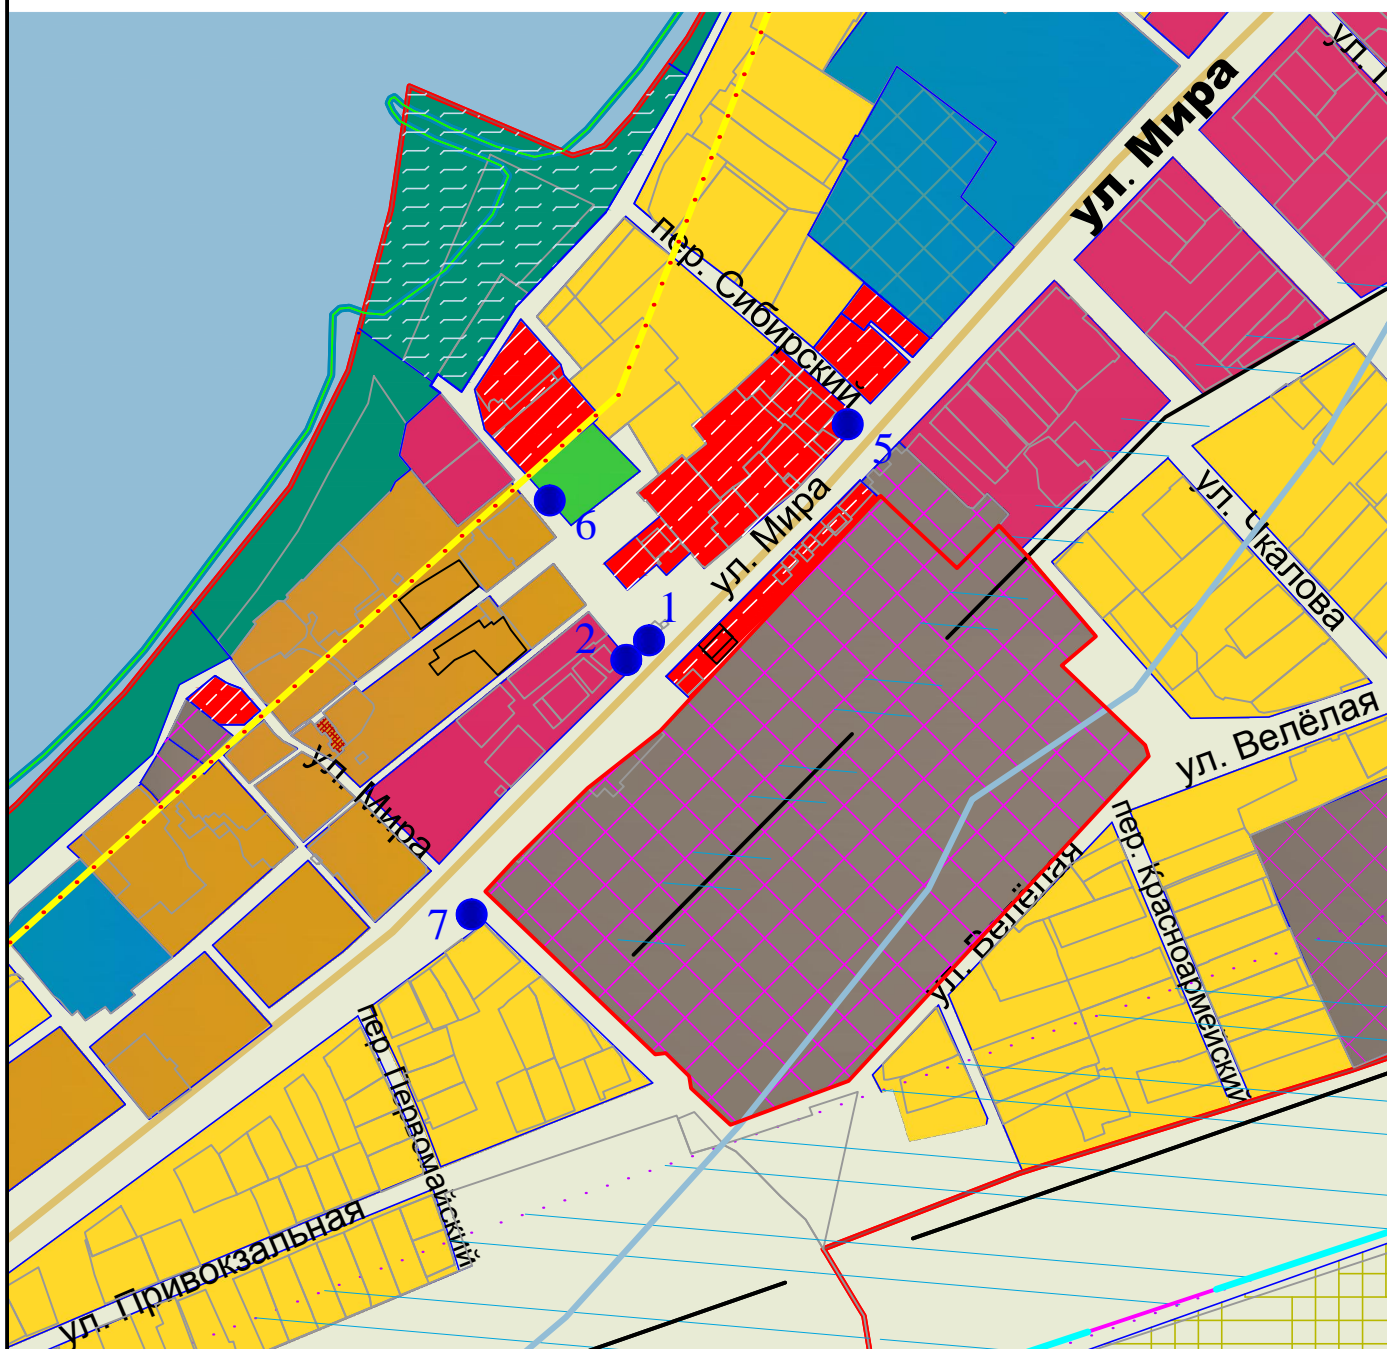 ул.
ул. Мира
пер. Сибирский
5
ул. Мира
6
ул. Чкалова
1
2
ул. Велёлая
ул. Мира
пер. Красноармейский
ул. Велёлая
7
пер. Первомайский
ул. Привокзальная